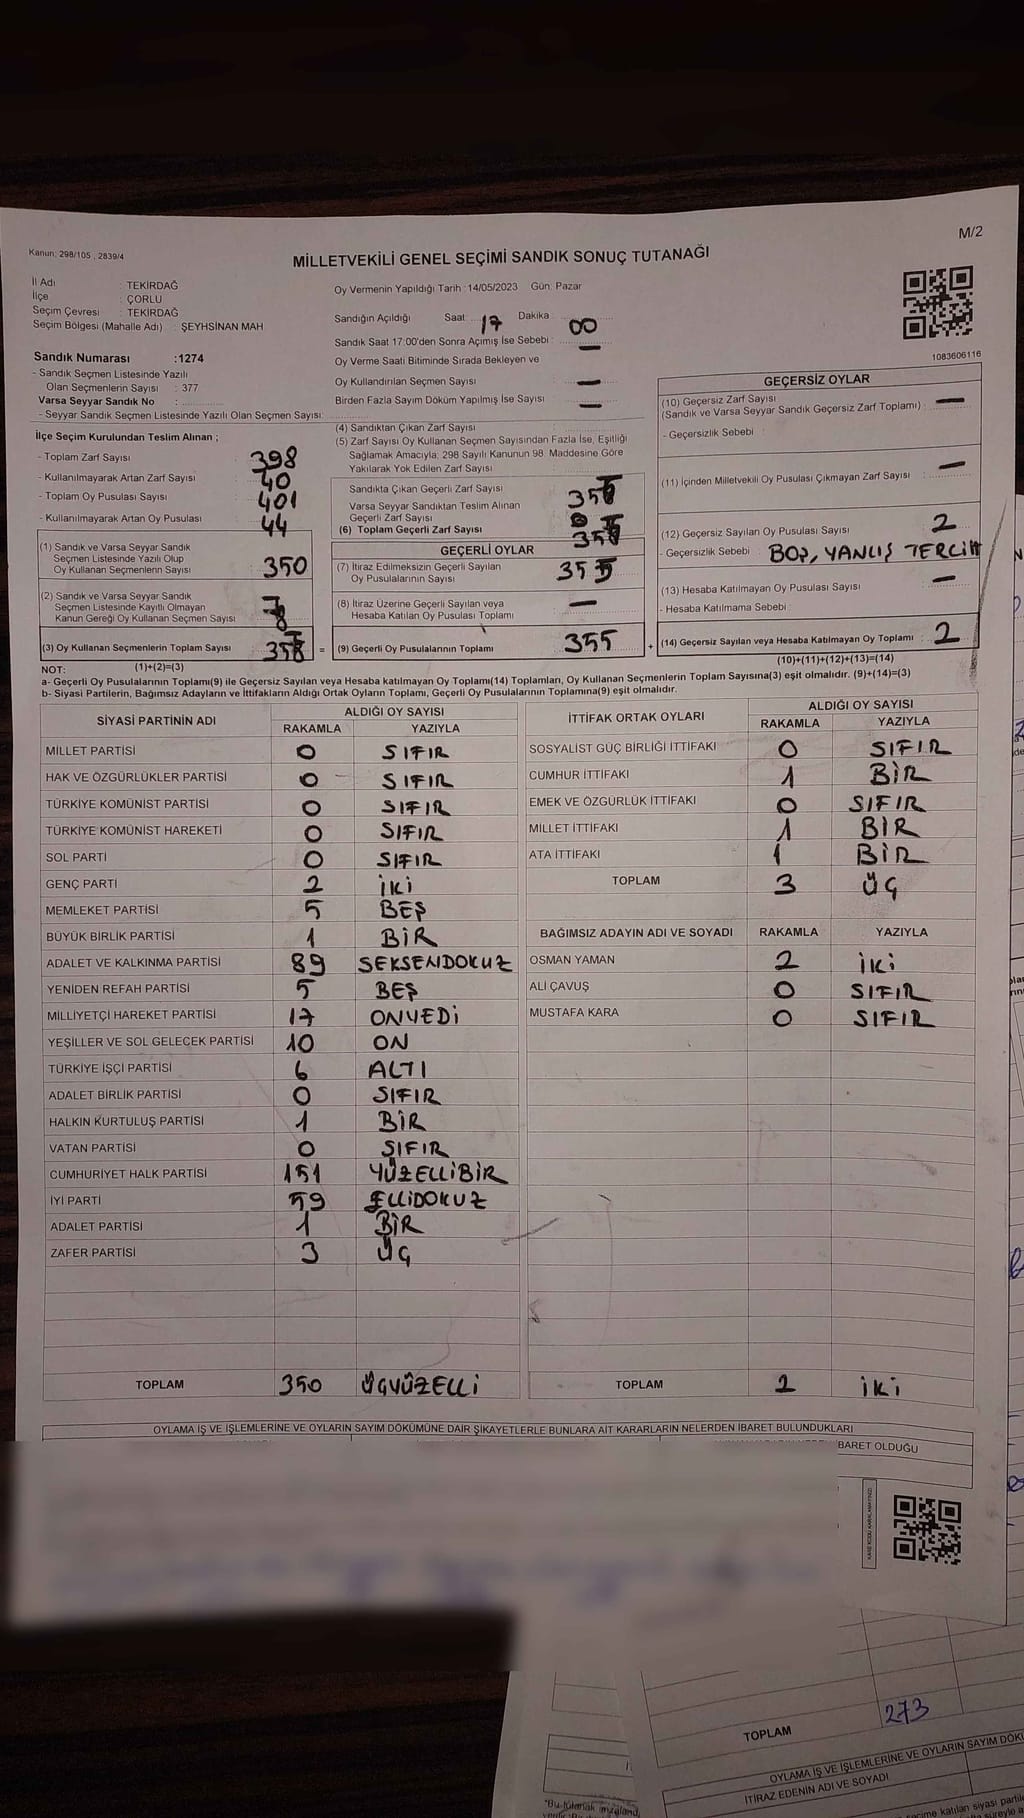 M/2
Kanun: 298/105 , 2839/4
MİLLETVEKİLİ GENEL SEÇİMİ SANDIK SONUÇ TUTANAĞI
İl Adı : TEKİRDAĞ
İlçe : ÇORLU
Seçim Çevresi : TEKİRDAĞ
Seçim Bölgesi (Mahalle Adı) : ŞEYHSİNAN MAH
Sandık Numarası :1274
- Sandık Seçmen Listesinde Yazılı
Olan Seçmenlerin Sayısı : 377
Varsa Seyyar Sandık No :
- Seyyar Sandık Seçmen Listesinde Yazılı Olan Seçmen Sayısı:
İlçe Seçim Kurulundan Teslim Alınan ;
- Toplam Zarf Sayısı 398
- Kullanılmayarak Artan Zarf Sayısı 40
- Toplam Oy Pusulası Sayısı 401
- Kullanılmayarak Artan Oy Pusulası 44
(1) Sandık ve Varsa Seyyar Sandık
Seçmen Listesinde Yazılı Olup
Oy Kullanan Seçmenlerin Sayısı 350
(2) Sandık ve Varsa Seyyar Sandık
Seçmen Listesinde Kayıtlı Olmayan
Kanun Gereği Oy Kullanan Seçmen Sayısı
(3) Oy Kullanan Seçmenlerin Toplam Sayısı
=
Oy Vermenin Yapıldığı Tarih :14/05/2023 Gün: Pazar
Sandığın Açıldığı Saat: 17 Dakika: 00
Sandık Saat 17:00'den Sonra Açımış İse Sebebi : —
Oy Verme Saati Bitiminde Sırada Bekleyen ve
Oy Kullandırılan Seçmen Sayısı —
Birden Fazla Sayım Döküm Yapılmış İse Sayısı —
(4) Sandıktan Çıkan Zarf Sayısı
(5) Zarf Sayısı Oy Kullanan Seçmen Sayısından Fazla İse, Eşitliği
Sağlamak Amacıyla; 298 Sayılı Kanunun 98. Maddesine Göre
Yakılarak Yok Edilen Zarf Sayısı
Sandıkta Çıkan Geçerli Zarf Sayısı
Varsa Seyyar Sandıktan Teslim Alınan
Geçerli Zarf Sayısı 0
(6) Toplam Geçerli Zarf Sayısı
GEÇERLİ OYLAR
(7) İtiraz Edilmeksizin Geçerli Sayılan
Oy Pusulalarının Sayısı 355
(8) İtiraz Üzerine Geçerli Sayılan veya
Hesaba Katılan Oy Pusulası Toplamı —
(9) Geçerli Oy Pusulalarının Toplamı 355
+
1083606116
GEÇERSİZ OYLAR
(10) Geçersiz Zarf Sayısı
(Sandık ve Varsa Seyyar Sandık Geçersiz Zarf Toplamı) : —
- Geçersizlik Sebebi :
(11) İçinden Milletvekili Oy Pusulası Çıkmayan Zarf Sayısı : —
(12) Geçersiz Sayılan Oy Pusulası Sayısı 2
- Geçersizlik Sebebi : BOŞ, YANLIŞ TERCİH
(13) Hesaba Katılmayan Oy Pusulası Sayısı —
- Hesaba Katılmama Sebebi
(14) Geçersiz Sayılan veya Hesaba Katılmayan Oy Toplamı : 2
NOT: (1)+(2)=(3)
(10)+(11)+(12)+(13)=(14)
a- Geçerli Oy Pusulalarının Toplamı(9) ile Geçersiz Sayılan veya Hesaba katılmayan Oy Toplamı(14) Toplamları, Oy Kullanan Seçmenlerin Toplam Sayısına(3) eşit olmalıdır. (9)+(14)=(3)
b- Siyasi Partilerin, Bağımsız Adayların ve İttifakların Aldığı Ortak Oyların Toplamı, Geçerli Oy Pusulalarının Toplamına(9) eşit olmalıdır.
SİYASİ PARTİNİN ADI ALDIĞI OY SAYISI
RAKAMLA YAZIYLA
MİLLET PARTİSİ 0 SIFIR
HAK VE ÖZGÜRLÜKLER PARTİSİ 0 SIFIR
TÜRKİYE KOMÜNİST PARTİSİ 0 SIFIR
TÜRKİYE KOMÜNİST HAREKETİ 0 SIFIR
SOL PARTİ 0 SIFIR
GENÇ PARTİ 2 İKİ
MEMLEKET PARTİSİ 5 BEŞ
BÜYÜK BİRLİK PARTİSİ 1 BİR
ADALET VE KALKINMA PARTİSİ 89 SEKSENDOKUZ
YENİDEN REFAH PARTİSİ 5 BEŞ
MİLLİYETÇİ HAREKET PARTİSİ 17 ONYEDİ
YEŞİLLER VE SOL GELECEK PARTİSİ 10 ON
TÜRKİYE İŞÇİ PARTİSİ 6 ALTI
ADALET BİRLİK PARTİSİ 0 SIFIR
HALKIN KURTULUŞ PARTİSİ 1 BİR
VATAN PARTİSİ 0 SIFIR
CUMHURİYET HALK PARTİSİ 151 YÜZELLİBİR
İYİ PARTİ 59 ELLİDOKUZ
ADALET PARTİSİ 1 BİR
ZAFER PARTİSİ 3 ÜÇ
TOPLAM 350 ÜÇYÜZELLİ
İTTİFAK ORTAK OYLARI ALDIĞI OY SAYISI
RAKAMLA YAZIYLA
SOSYALİST GÜÇ BİRLİĞİ İTTİFAKI 0 SIFIR
CUMHUR İTTİFAKI 1 BİR
EMEK VE ÖZGÜRLÜK İTTİFAKI 0 SIFIR
MİLLET İTTİFAKI 1 BİR
ATA İTTİFAKI 1 BİR
TOPLAM 3 ÜÇ
BAĞIMSIZ ADAYIN ADI VE SOYADI RAKAMLA YAZIYLA
OSMAN YAMAN 2 İKİ
ALİ ÇAVUŞ 0 SIFIR
MUSTAFA KARA 0 SIFIR
TOPLAM 2 İKİ
OYLAMA İŞ VE İŞLEMLERİNE VE OYLARIN SAYIM DÖKÜMÜNE DAİR ŞİKAYETLERLE BUNLARA AİT KARARLARIN NELERDEN İBARET BULUNDUKLARI
İBARET OLDUĞU
273
TOPLAM
OYLAMA İŞ VE İŞLEMLERİNE VE OYLARIN SAYIM DÖKÜ
İTİRAZ EDENİN ADI VE SOYADI